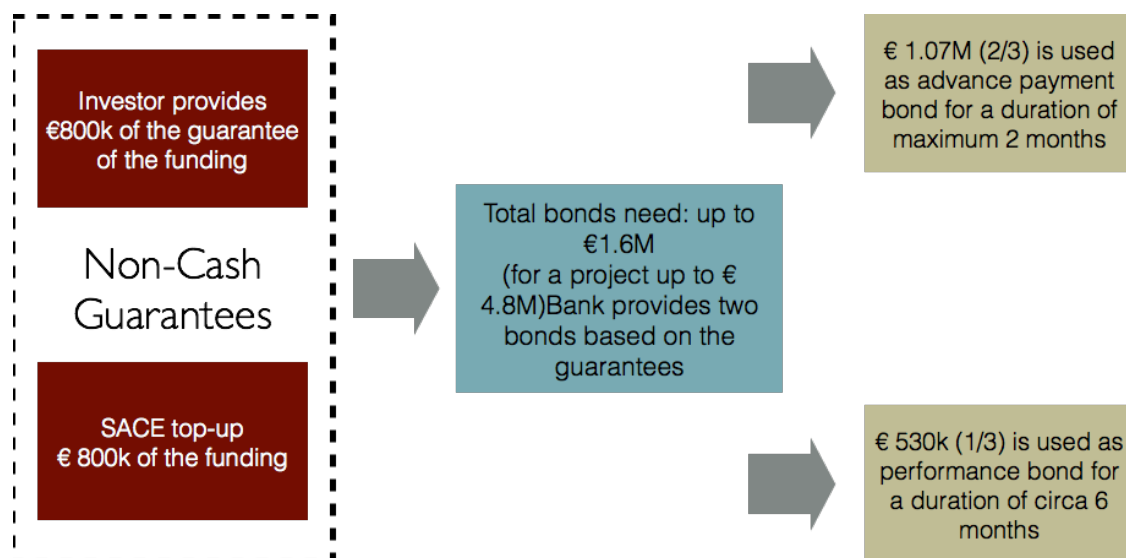 Investor provides
€800k of the guarantee
of the funding
Non-Cash
Guarantees
SACE top-up
€ 800k of the funding
Total bonds need: up to
€1.6M
(for a project up to €
4.8M)Bank provides two
bonds based on the
guarantees
€ 1.07M (2/3) is used
as advance payment
bond for a duration of
maximum 2 months
€ 530k (1/3) is used as
performance bond for
a duration of circa 6
months